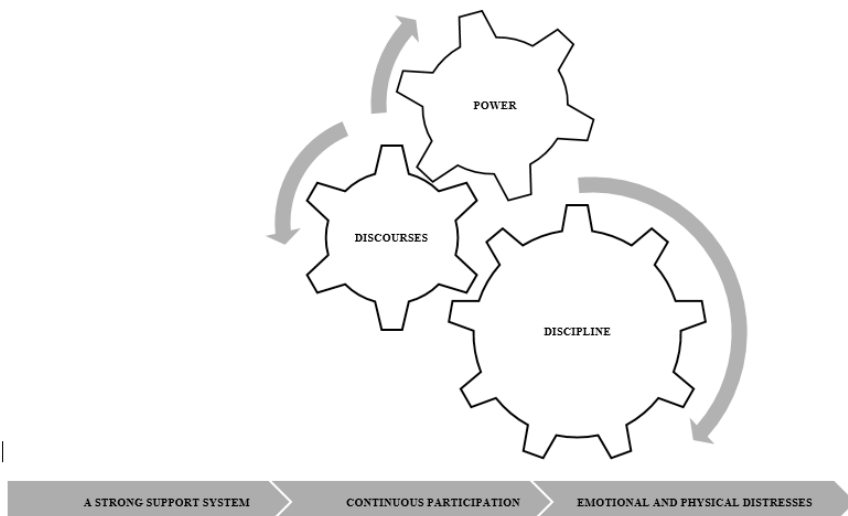 POWER
DISCOURSES
DISCIPLINE
A STRONG SUPPORT SYSTEM
CONTINUOUS PARTICIPATION
EMOTIONAL AND PHYSICAL DISTRESSES